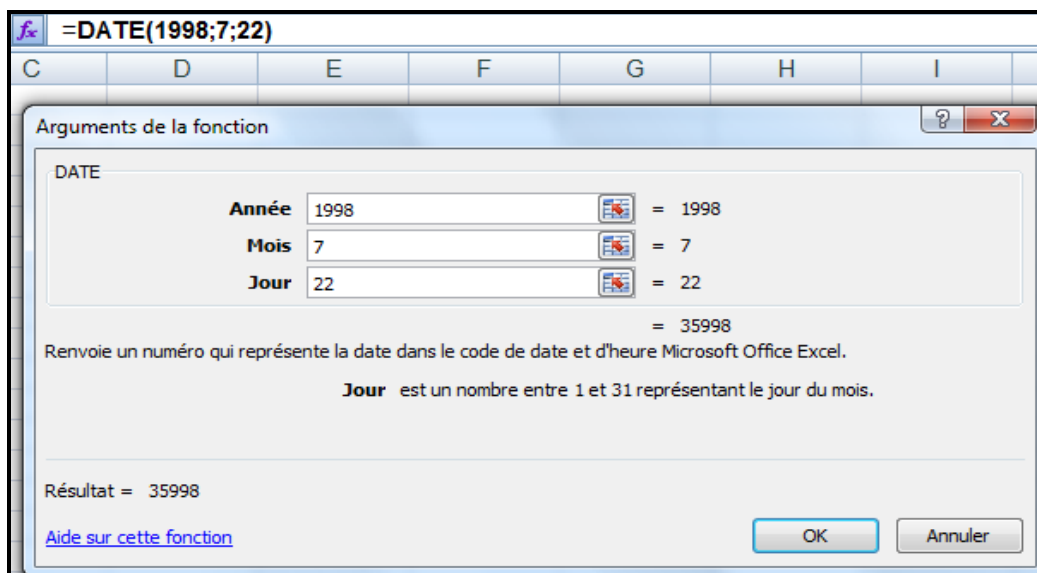 fx =DATE(1998;7;22)
C D E F G H I
Arguments de la fonction ? X
DATE
Année 1998 = 1998
Mois 7 = 7
Jour 22 = 22
= 35998
Renvoie un numéro qui représente la date dans le code de date et d'heure Microsoft Office Excel.
Jour est un nombre entre 1 et 31 représentant le jour du mois.
Résultat = 35998
Aide sur cette fonction OK Annuler